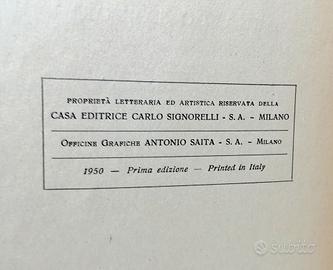 PROPRIETÀ LETTERARIA ED ARTISTICA RISERVATA DELLA
CASA EDITRICE CARLO SIGNORELLI - S. A. - MILANO
OFFICINE GRAFICHE ANTONIO SAITA - S. A. - MILANO
1950 — Prima edizione — Printed in Italy
subito